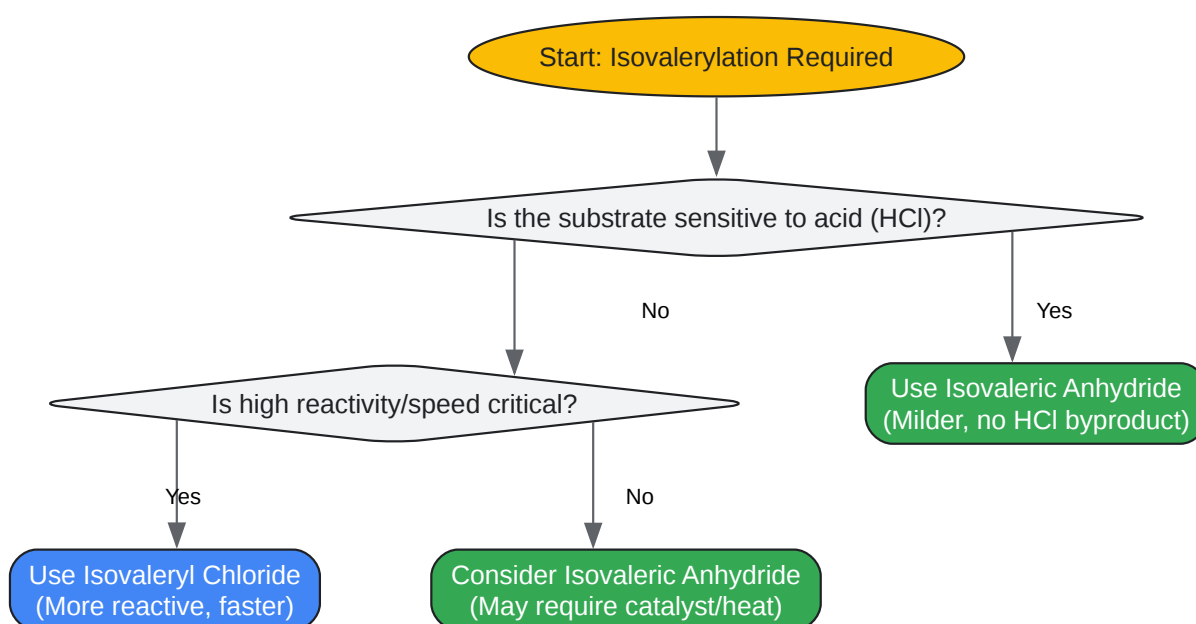 Start: Isovalerylation Required
Is the substrate sensitive to acid (HCl)?
No
Yes
Use Isovaleric Anhydride
(Milder, no HCl byproduct)
Is high reactivity/speed critical?
Yes
No
Use Isovaleryl Chloride
(More reactive, faster)
Consider Isovaleric Anhydride
(May require catalyst/heat)